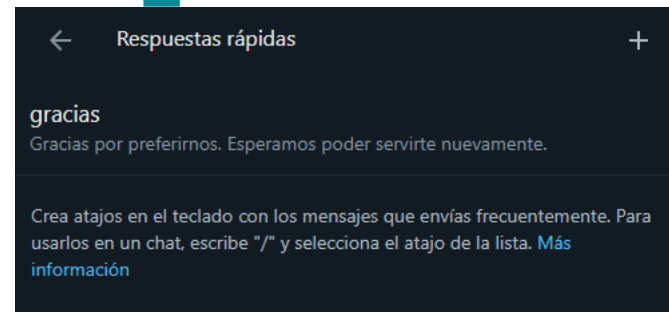 Respuestas rápidas
gracias
Gracias por preferirnos. Esperamos poder servirte nuevamente.
Crea atajos en el teclado con los mensajes que envías frecuentemente. Para
usarlos en un chat, escribe "/" y selecciona el atajo de la lista. Más
información